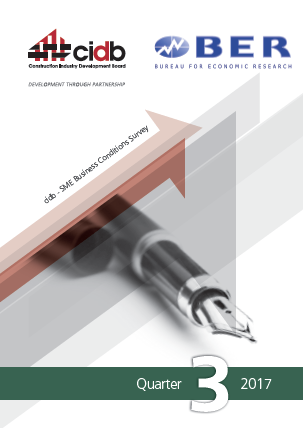 cidb
Construction Industry Development Board
DEVELOPMENT THROUGH PARTNERSHIP
BER
BUREAU FOR ECONOMIC RESEARCH
cidb - SME Business Conditions Survey
Quarter 3 2017